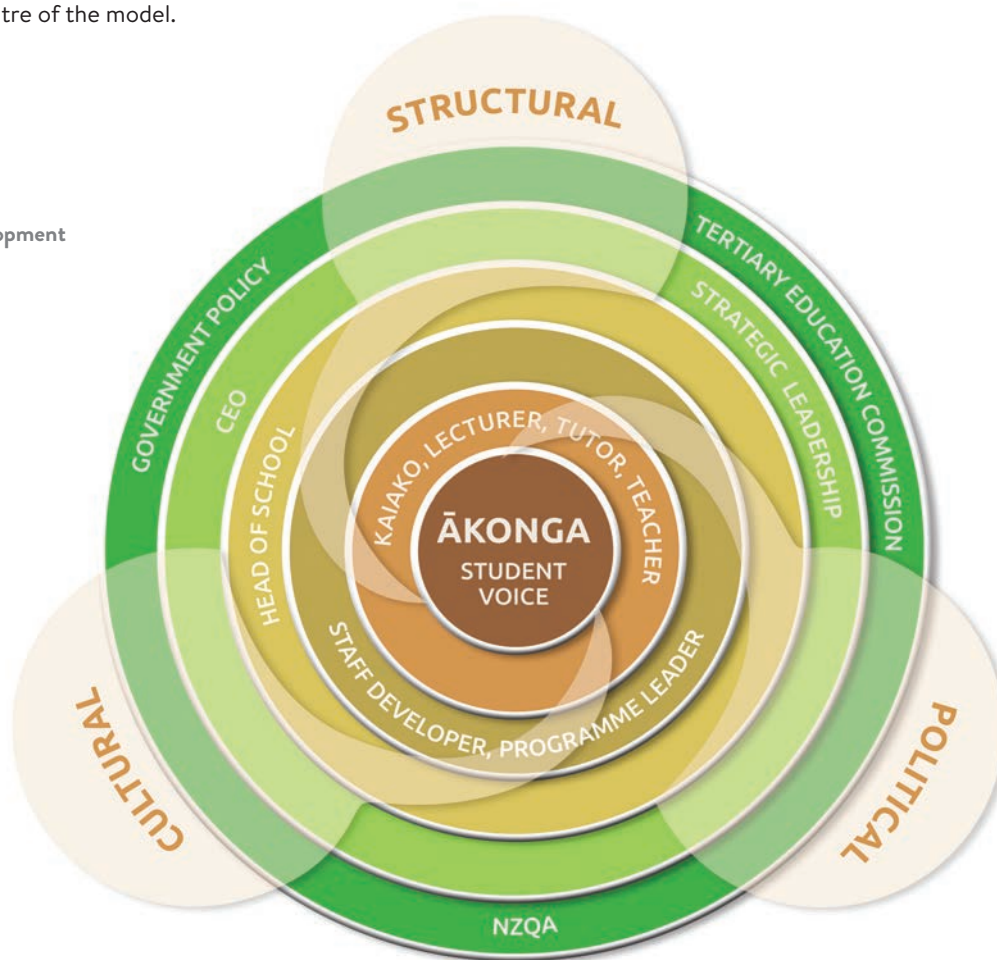 tre of the model.
STRUCTURAL
opment
GOVERNMENT POLICY
TERTIARY EDUCATION COMMISSION
CEO
STRATEGIC LEADERSHIP
HEAD OF SCHOOL
KAIAKO, LECTURER, TUTOR, TEACHER
ĀKONGA
STUDENT
VOICE
STAFF DEVELOPER, PROGRAMME LEADER
CULTURAL
POLITICAL
NZQA